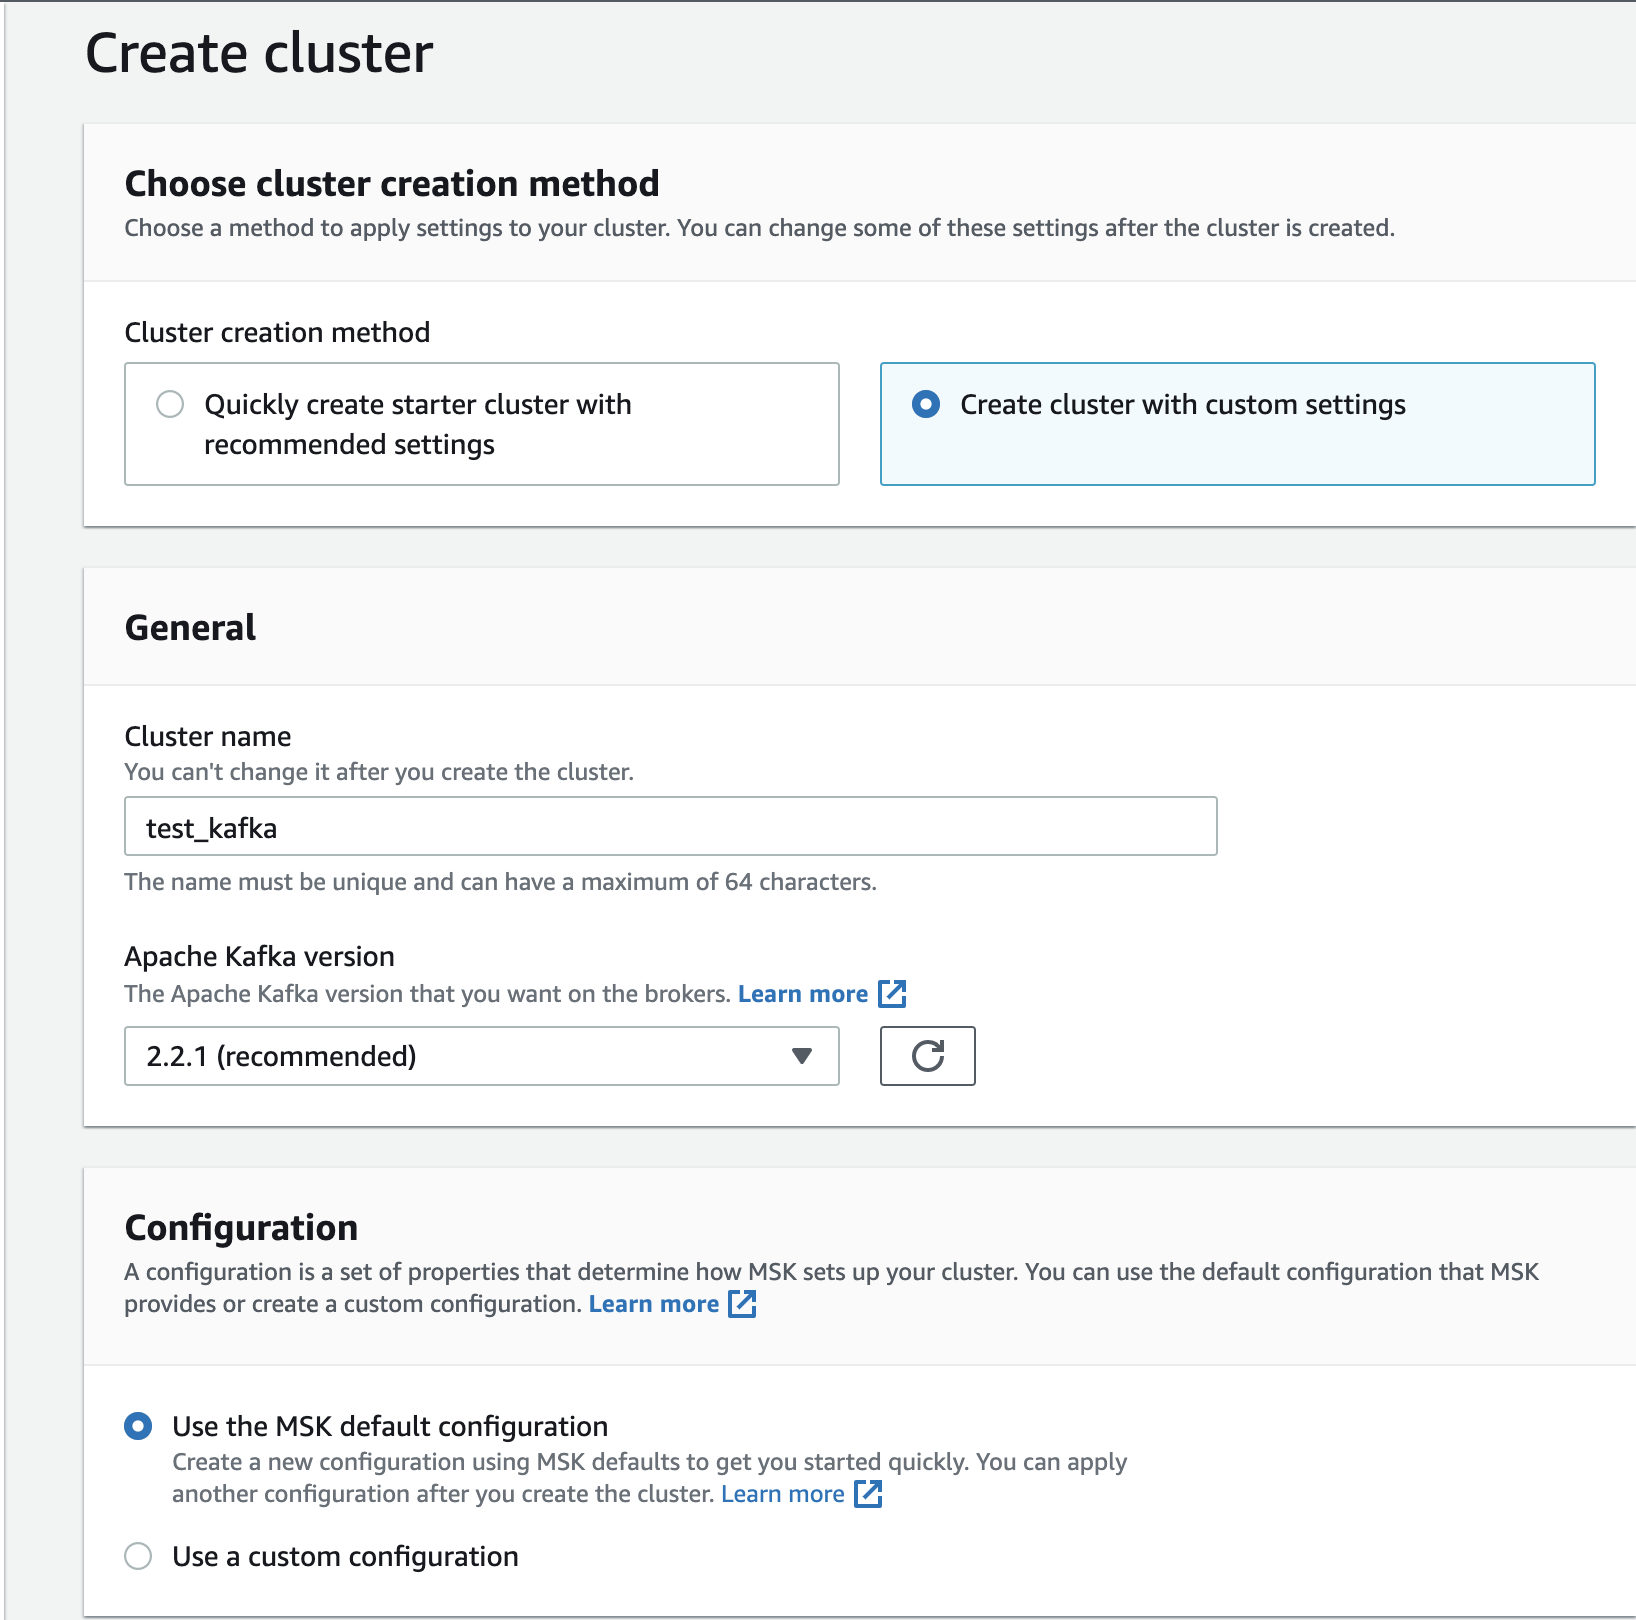 Create cluster
Choose cluster creation method
Choose a method to apply settings to your cluster. You can change some of these settings after the cluster is created.
Cluster creation method
Quickly create starter cluster with
recommended settings
Create cluster with custom settings
General
Cluster name
You can't change it after you create the cluster.
test_kafka
The name must be unique and can have a maximum of 64 characters.
Apache Kafka version
The Apache Kafka version that you want on the brokers. Learn more
2.2.1 (recommended)
Configuration
A configuration is a set of properties that determine how MSK sets up your cluster. You can use the default configuration that MSK
provides or create a custom configuration. Learn more
Use the MSK default configuration
Create a new configuration using MSK defaults to get you started quickly. You can apply
another configuration after you create the cluster. Learn more
Use a custom configuration